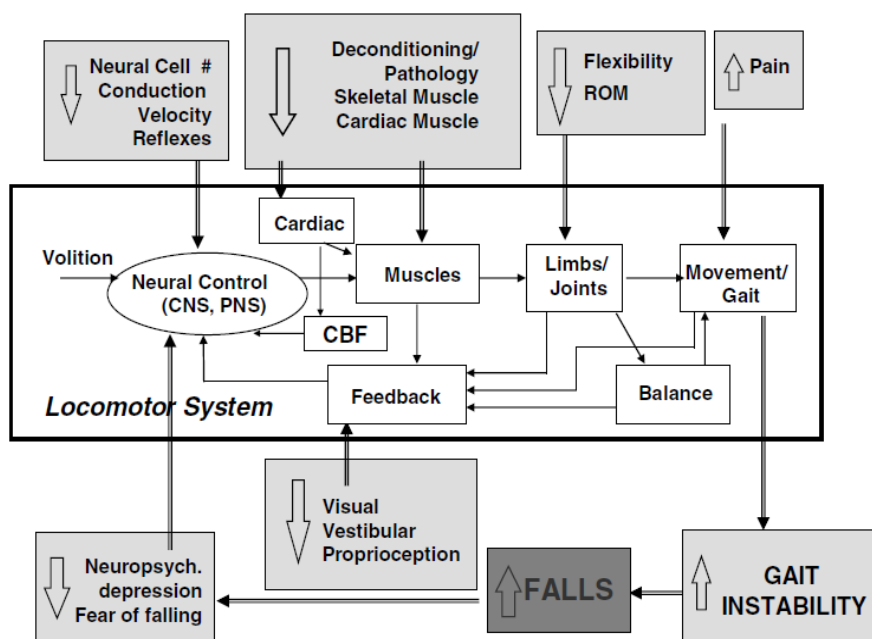 Neural Cell #
Conduction
Velocity
Reflexes
Deconditioning/
Pathology
Skeletal Muscle
Cardiac Muscle
Flexibility
ROM
Pain
Cardiac
Volition
Neural Control
(CNS, PNS)
Muscles
Limbs/
Joints
Movement/
Gait
CBF
Feedback
Balance
Locomotor System
Visual
Vestibular
Proprioception
Neuropsych.
depression
Fear of falling
FALLS
GAIT
INSTABILITY